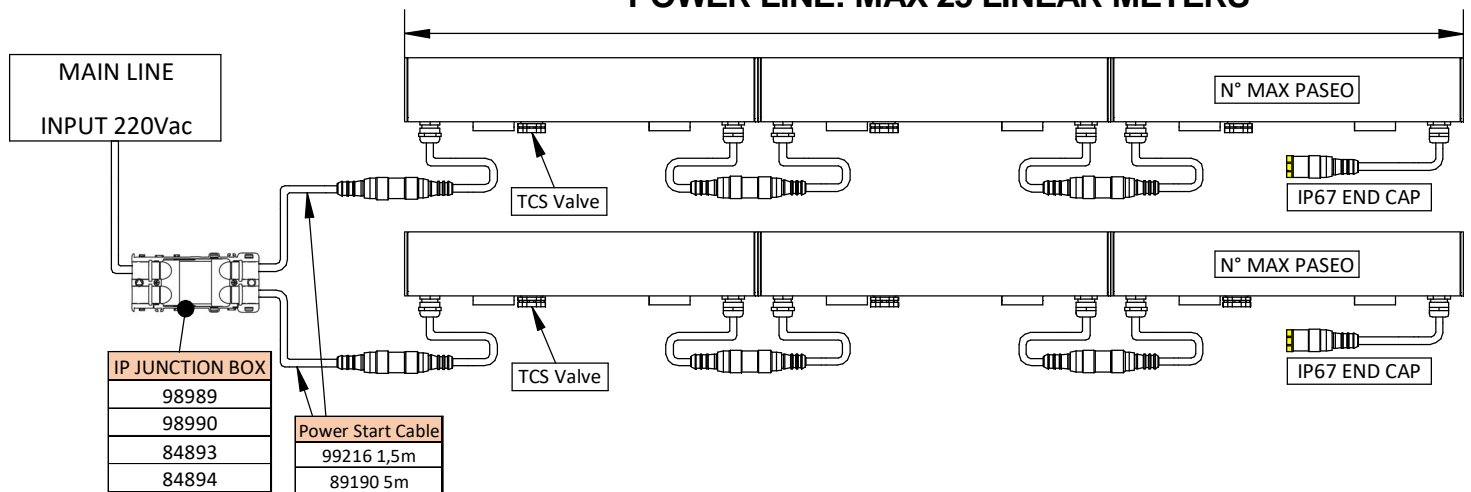 POWER LINE: MAX 25 LINEAR METERS
MAIN LINE
INPUT 220Vac
N° MAX PASEO
TCS Valve
IP67 END CAP
N° MAX PASEO
TCS Valve
IP67 END CAP
IP JUNCTION BOX
98989
98990
84893
84894
Power Start Cable
99216 1,5m
89190 5m